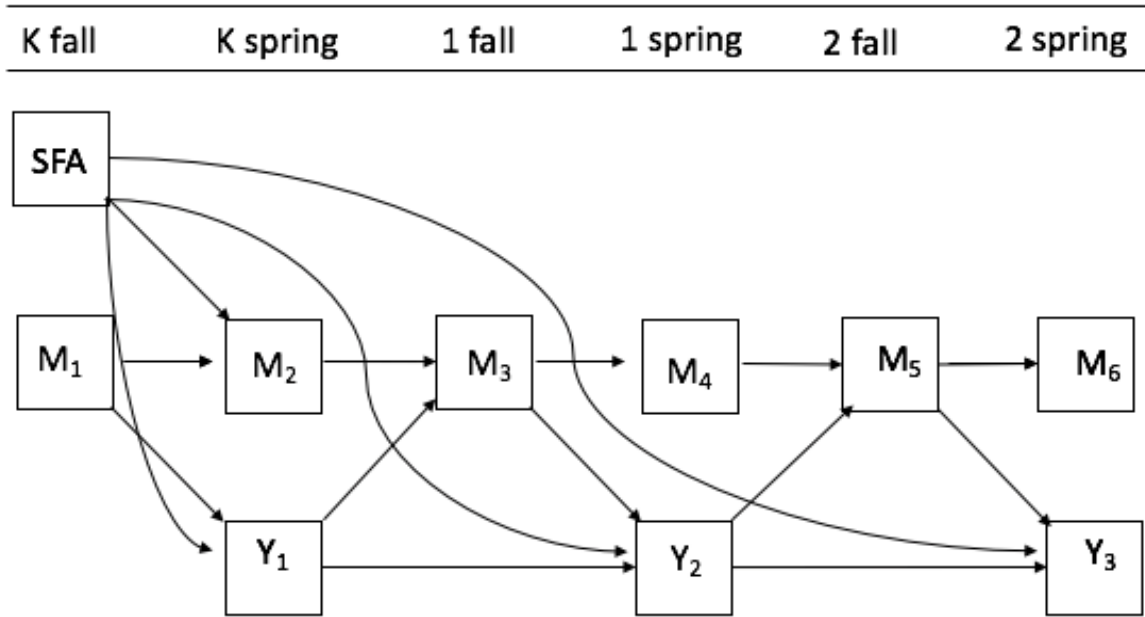 K fall K spring 1 fall 1 spring 2 fall 2 spring
SFA
M₁ M₂ M₃ M₄ M₅ M₆
Y₁ Y₂ Y₃